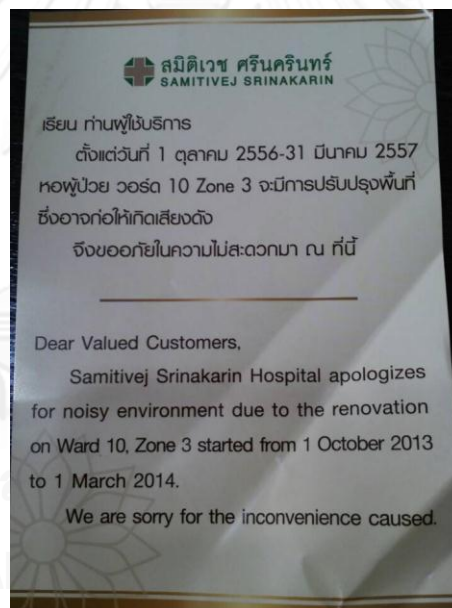 สมิติเวช ศรีนครินทร์
SAMITIVEJ SRINAKARIN
เรียน ท่านผู้ใช้บริการ
ตั้งแต่วันที่ 1 ตุลาคม 2556-31 มีนาคม 2557
หอผู้ป่วย วอร์ด 10 Zone 3 จะมีการปรับปรุงพื้นที่
ซึ่งอาจก่อให้เกิดเสียงดัง
จึงขออภัยในความไม่สะดวกมา ณ ที่นี้
Dear Valued Customers,
Samitivej Srinakarin Hospital apologizes
for noisy environment due to the renovation
on Ward 10, Zone 3 started from 1 October 2013
to 1 March 2014.
We are sorry for the inconvenience caused.